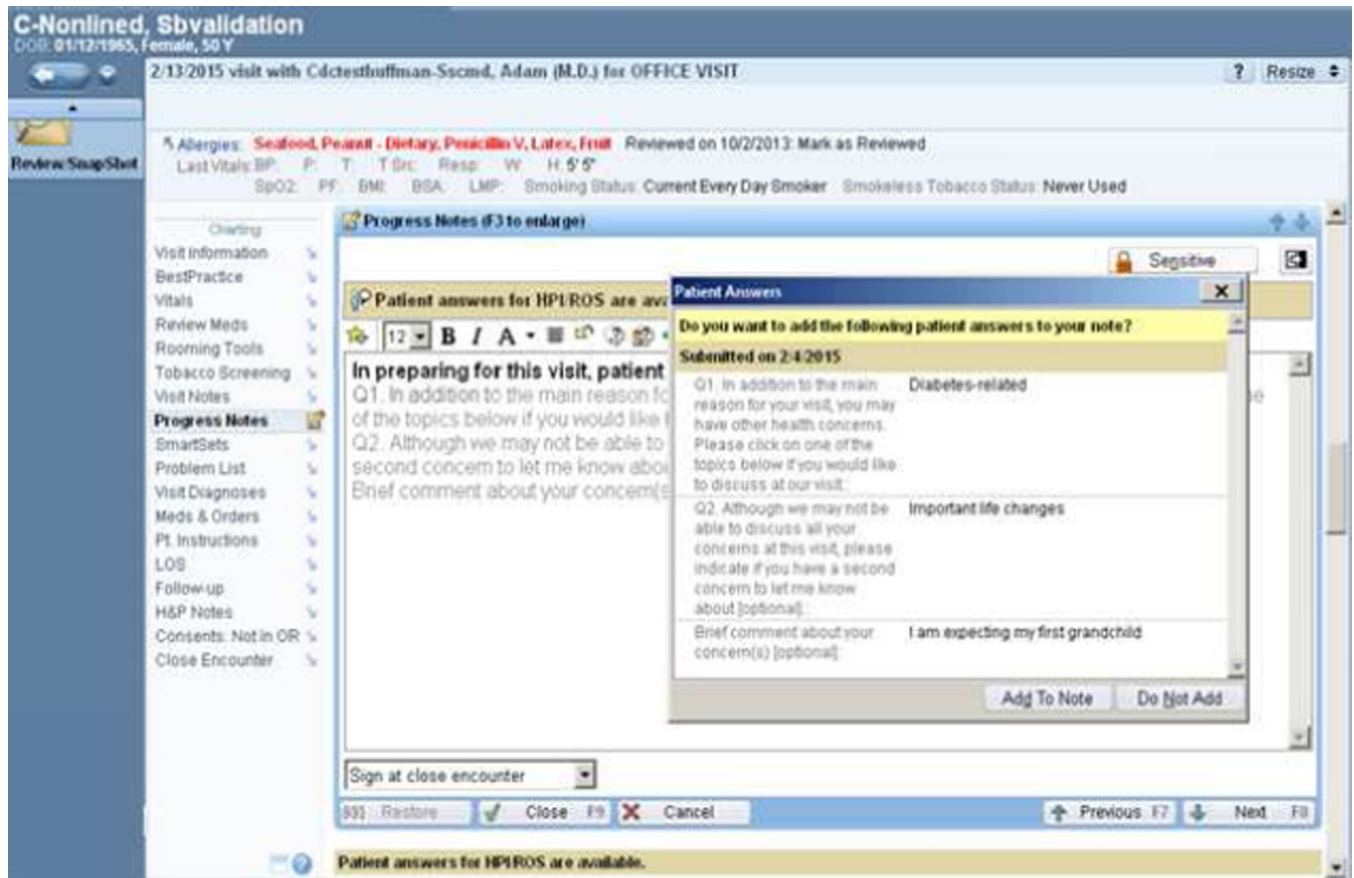 C-Nonlined, Sbvalidation
DOB: 01/12/1965, Female, 50 Y
2/13/2015 visit with Cdctesthuffman-Sscmd, Adam (M.D.) for OFFICE VISIT
? Resize
Review SnapShot
Allergies: Seafood, Peanut - Dietary, Penicillin V, Latex, Fruit Reviewed on 10/2/2013: Mark as Reviewed
Last Vitals: BP: P: T: T Src: Resp: W: H: 5' 5"
SpO2: PF: BMI: BSA: LMP: Smoking Status: Current Every Day Smoker Smokeless Tobacco Status: Never Used
Charting
Visit Information
BestPractice
Vitals
Review Meds
Rooming Tools
Tobacco Screening
Visit Notes
Progress Notes
SmartSets
Problem List
Visit Diagnoses
Meds & Orders
Pt. Instructions
LOS
Follow-up
H&P Notes
Consents: Not in OR
Close Encounter
Progress Notes (F3 to enlarge)
Sensitive
Patient answers for HPI/ROS are ava
12 B I A
In preparing for this visit, patient
Q1. In addition to the main reason fo
of the topics below if you would like t
Q2. Although we may not be able to
second concern to let me know abou
Brief comment about your concern(s
Patient Answers X
Do you want to add the following patient answers to your note?
Submitted on 2/4/2015
Q1. In addition to the main Diabetes-related
reason for your visit, you may
have other health concerns.
Please click on one of the
topics below if you would like
to discuss at our visit:
Q2. Although we may not be Important life changes
able to discuss all your
concerns at this visit, please
indicate if you have a second
concern to let me know
about [optional]:
Brief comment about your I am expecting my first grandchild
concern(s) [optional]:
Add To Note Do Not Add
Sign at close encounter
Restore Close F9 Cancel Previous F7 Next F8
Patient answers for HPI/ROS are available.